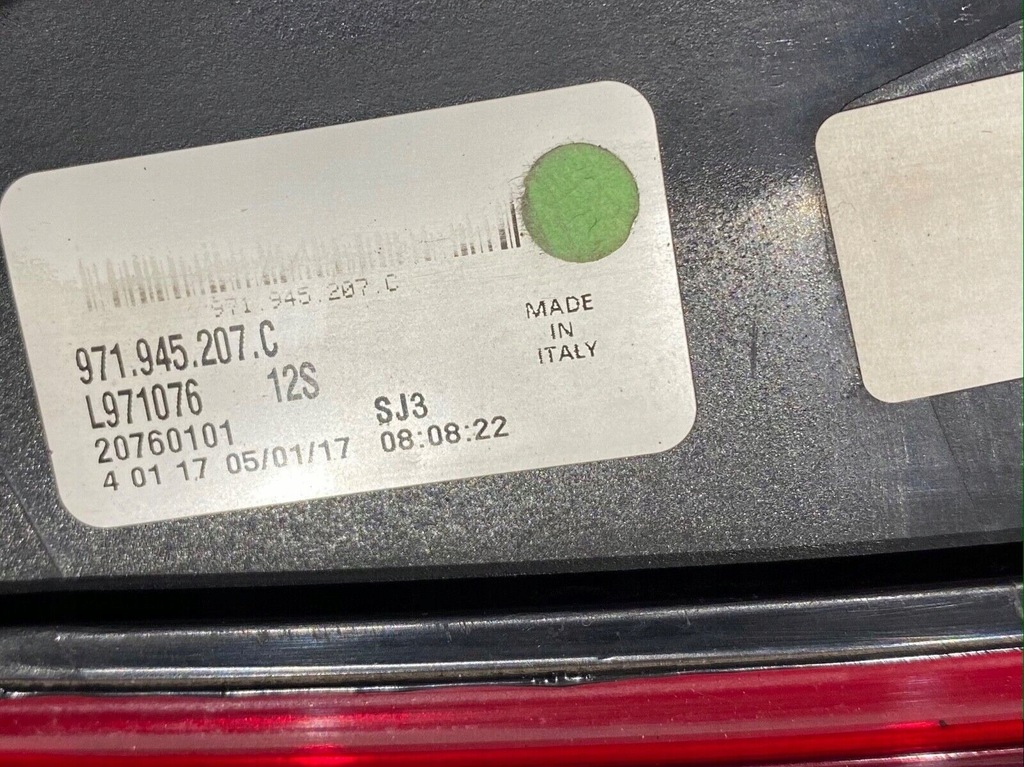 971.945.207.C
971.945.207.C
L971076 12S
20760101 SJ3
4 01 17 05/01/17 08:08:22
MADE
IN
ITALY